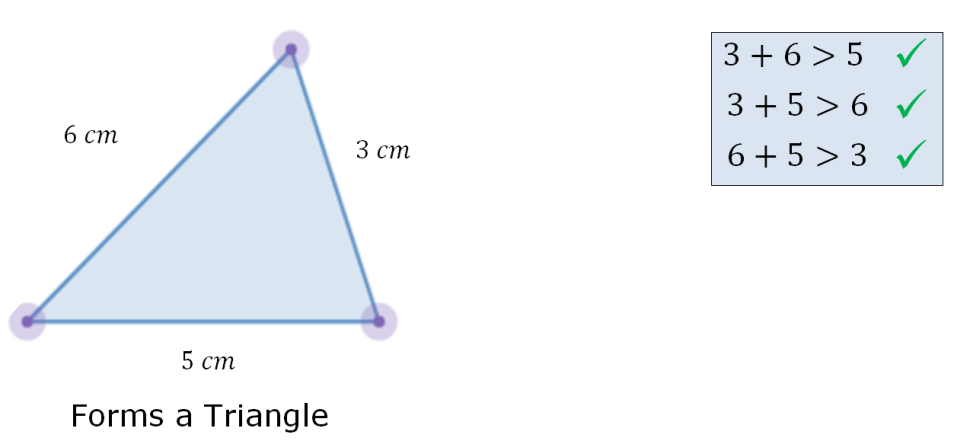 6 cm
3 cm
5 cm
Forms a Triangle
3 + 6 > 5 ✓
3 + 5 > 6 ✓
6 + 5 > 3 ✓